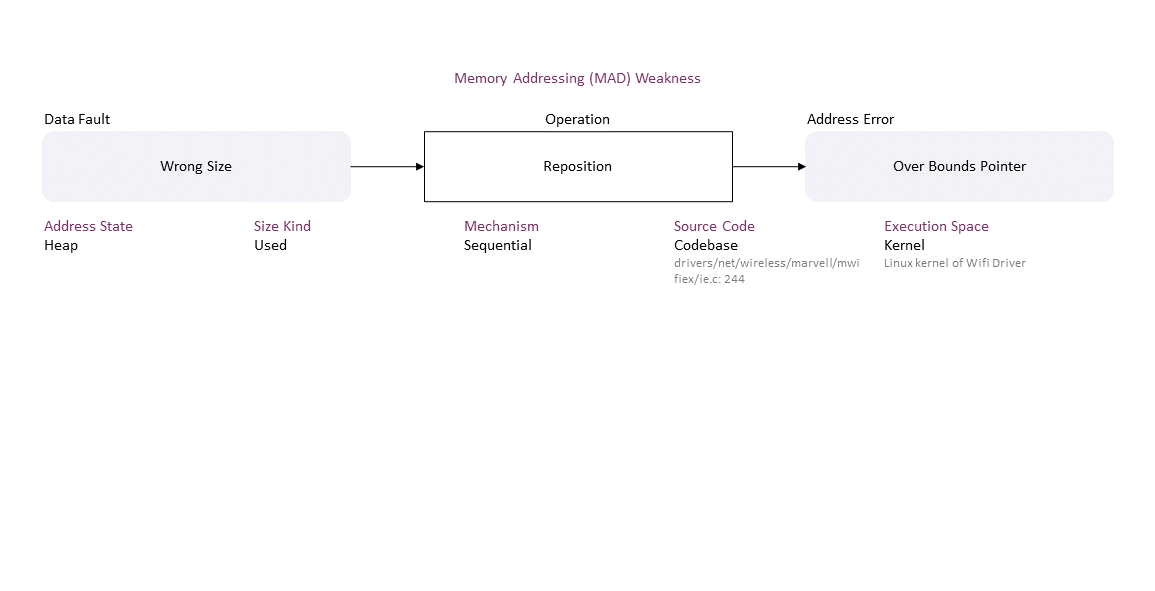 Memory Addressing (MAD) Weakness
Data Fault
Operation
Address Error
Wrong Size
Reposition
Over Bounds Pointer
Address State
Heap
Size Kind
Used
Mechanism
Sequential
Source Code
Codebase
drivers/net/wireless/marvell/mwi
fiex/ie.c: 244
Execution Space
Kernel
Linux kernel of Wifi Driver